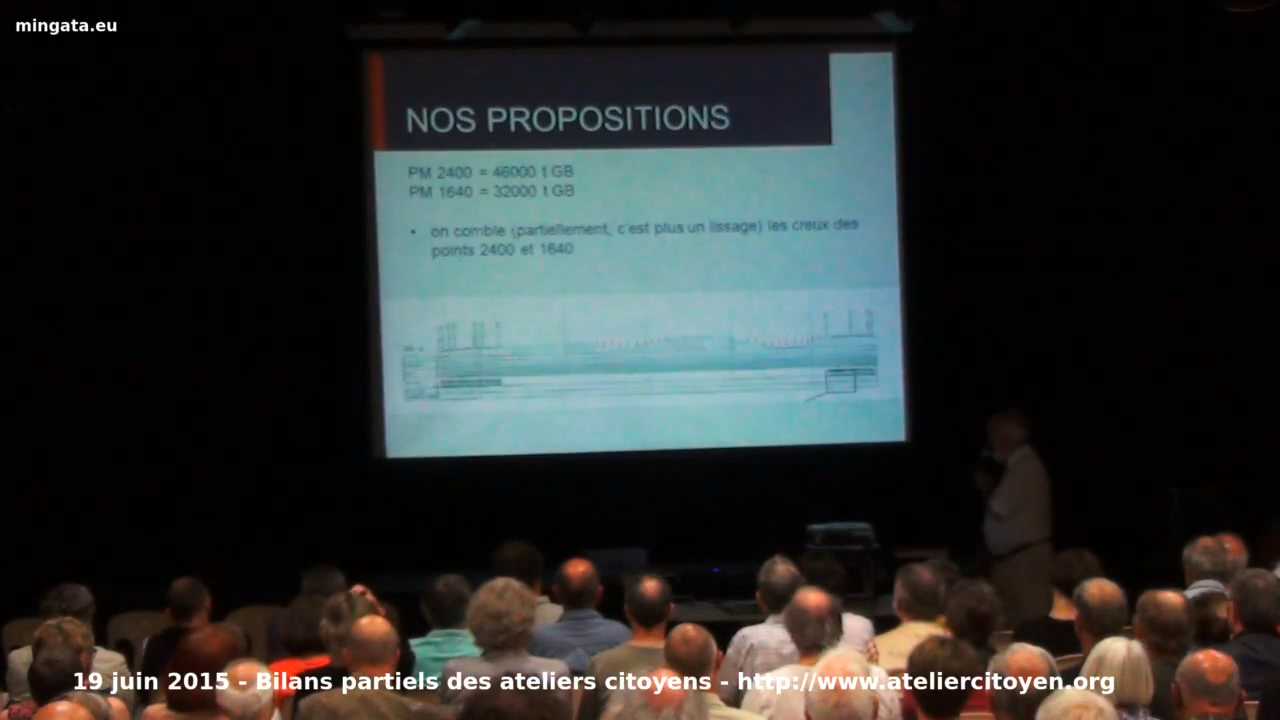 mingata.eu
NOS PROPOSITIONS
PM 2400 = 46000 t GB
PM 1640 = 32000 t GB
• on comble (partiellement, c'est plus un lissage) les creux des
points 2400 et 1640
19 juin 2015 - Bilans partiels des ateliers citoyens - http://www.ateliercitoyen.org